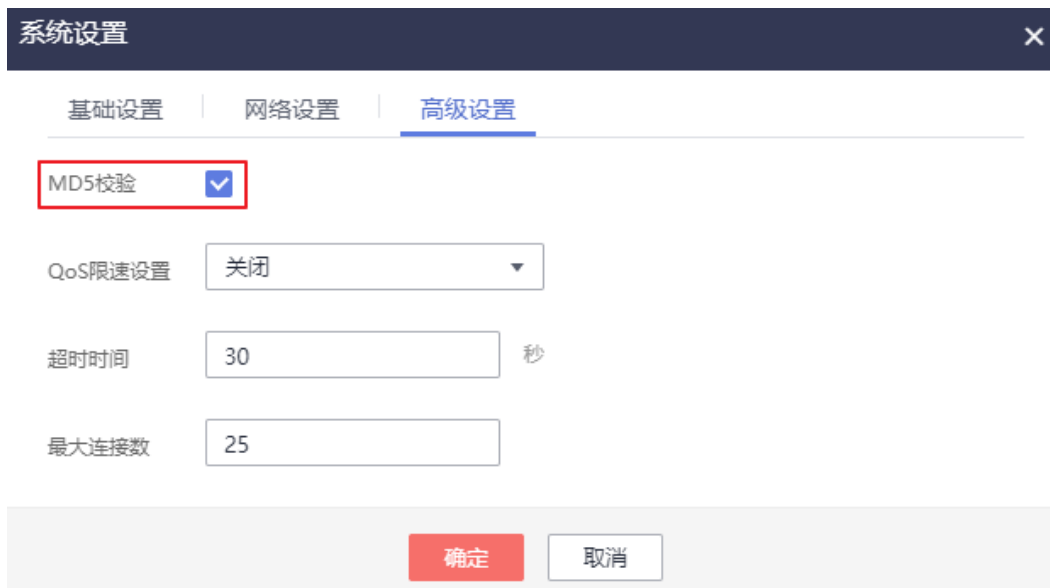 系统设置
基础设置 网络设置 高级设置
MD5校验
QoS限速设置 关闭
超时时间 30 秒
最大连接数 25
确定 取消